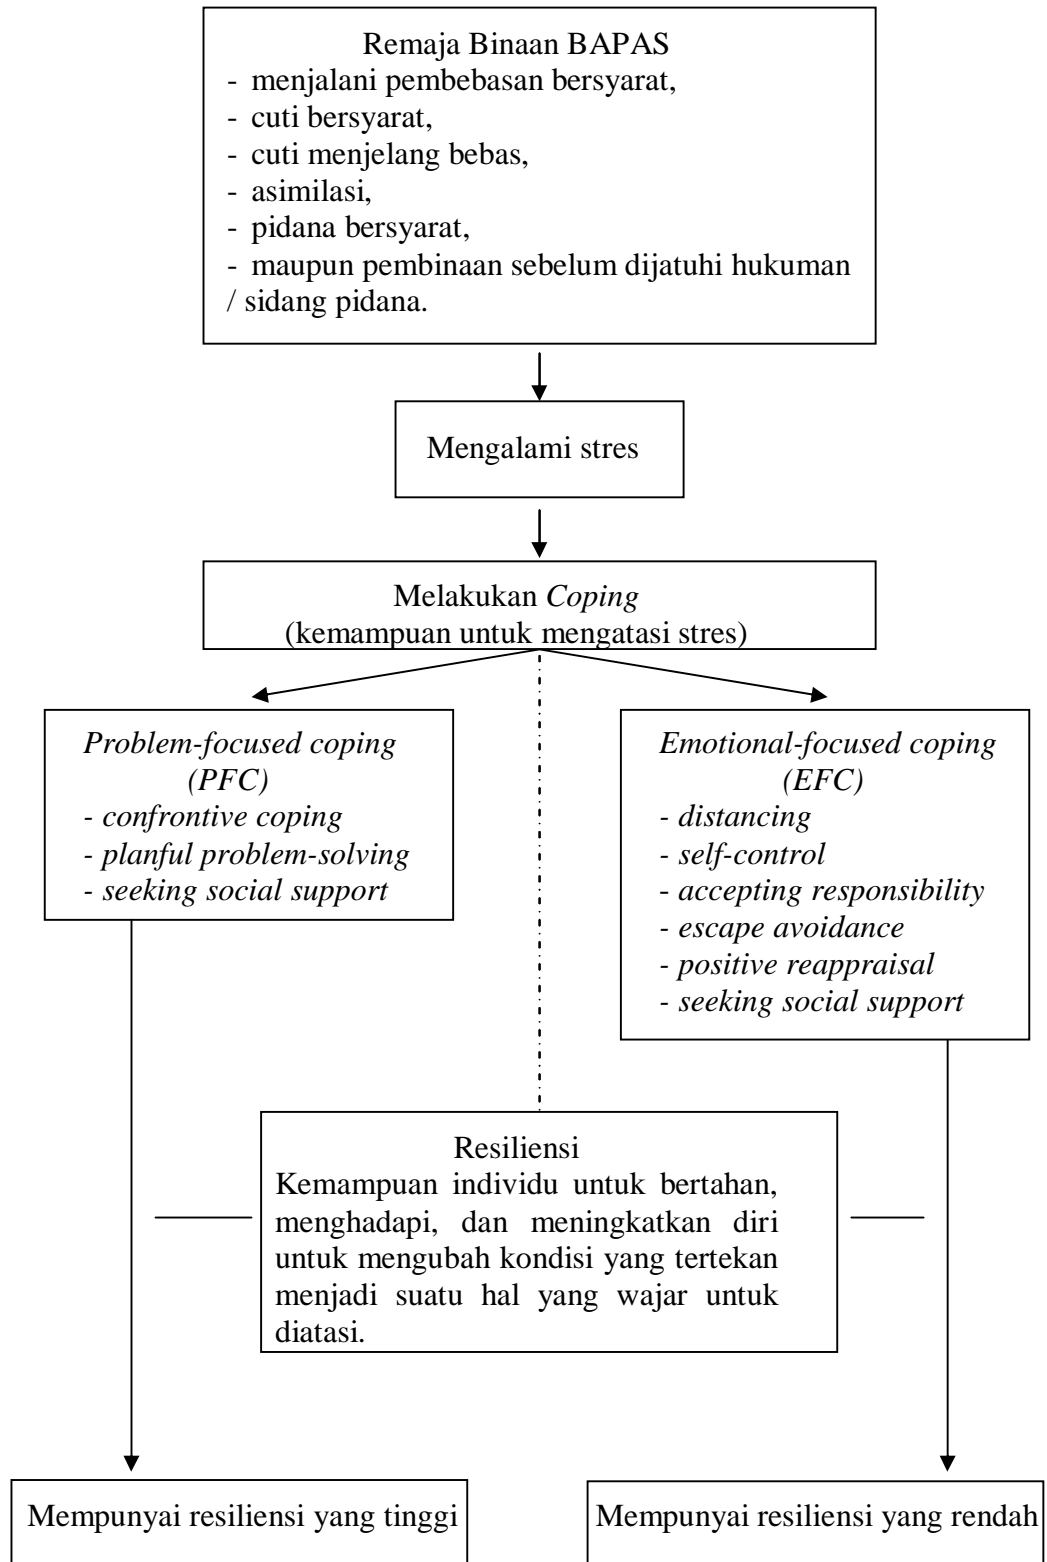 Remaja Binaan BAPAS
- menjalani pembebasan bersyarat,
- cuti bersyarat,
- cuti menjelang bebas,
- asimilasi,
- pidana bersyarat,
- maupun pembinaan sebelum dijatuhi hukuman
/ sidang pidana.
Mengalami stres
Melakukan Coping
(kemampuan untuk mengatasi stres)
Problem-focused coping
(PFC)
- confrontive coping
- planful problem-solving
- seeking social support
Emotional-focused coping
(EFC)
- distancing
- self-control
- accepting responsibility
- escape avoidance
- positive reappraisal
- seeking social support
Resiliensi
Kemampuan individu untuk bertahan,
menghadapi, dan meningkatkan diri
untuk mengubah kondisi yang tertekan
menjadi suatu hal yang wajar untuk
diatasi.
Mempunyai resiliensi yang tinggi
Mempunyai resiliensi yang rendah